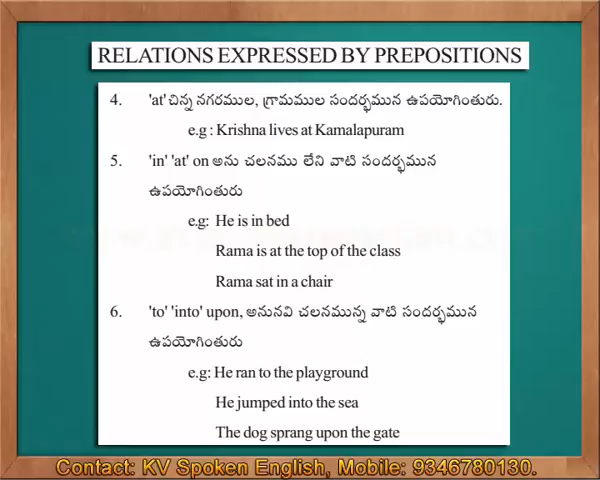 RELATIONS EXPRESSED BY PREPOSITIONS
4. 'at' చిన్న నగరముల, గ్రామముల సందర్భమున ఉపయోగింతురు.
e.g : Krishna lives at Kamalapuram
5. 'in' 'at' on అను చలనము లేని వాటి సందర్భమున
ఉపయోగింతురు
e.g: He is in bed
Rama is at the top of the class
Rama sat in a chair
6. 'to' 'into' upon, అనునవి చలనమున్న వాటి సందర్భమున
ఉపయోగింతురు
e.g: He ran to the playground
He jumped into the sea
The dog sprang upon the gate
Contact: KV Spoken English, Mobile: 9346780130.